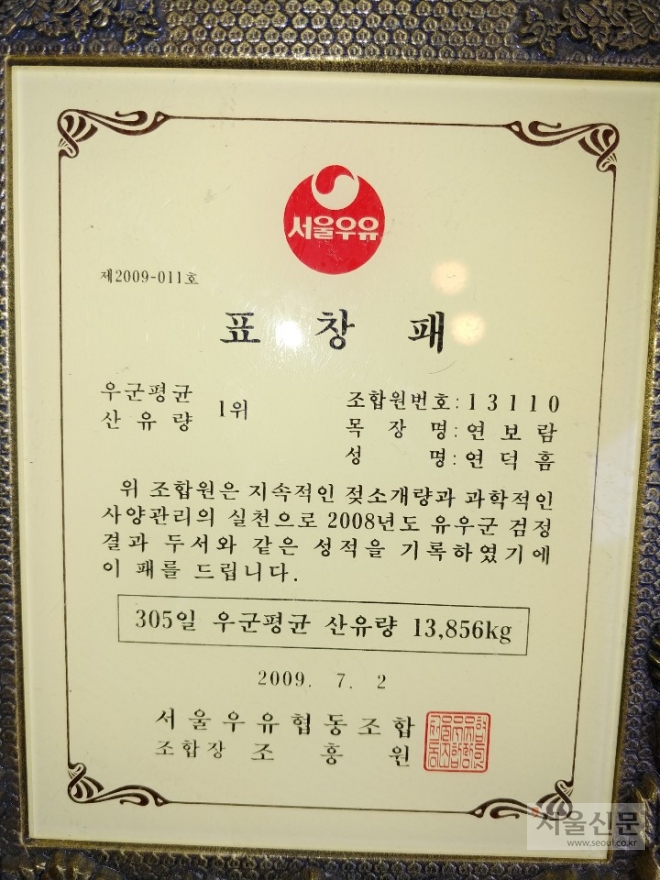 서울우유
제2009-011호
표 창 패
우군평균
산 유 량
1위
조합원번호:13110
목 장 명:연보람
성 명:연덕흠
위 조합원은 지속적인 젖소개량과 과학적인
사양관리의 실천으로 2008년도 유우군 검정
결과 두서와 같은 성적을 기록하였기에
이 패를 드립니다.
305일 우군평균 산유량 13,856kg
2009. 7. 2
서울우유협동조합
조합장 조 흥 원
서울신문
www.seoul.co.kr